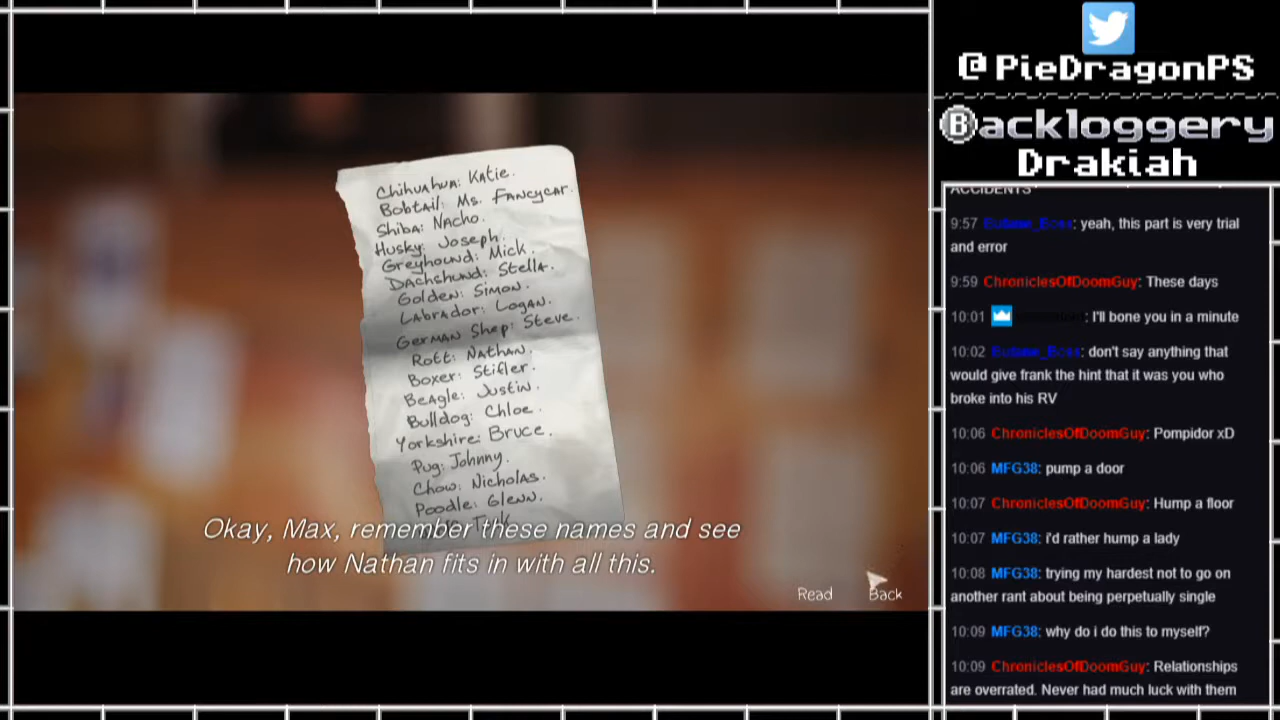 @PieDragonPS
Backloggery
Drakiah
Chihuahua: Katie.
Bobtail: Ms. Fancycar.
Shiba: Nacho.
Husky: Joseph.
Greyhound: Mick.
Dachshund: Stella.
Golden: Simon.
Labrador: Logan.
German Shep: Steve.
Rott: Nathan.
Boxer: Stifler.
Beagle: Justin.
Bulldog: Chloe.
Yorkshire: Bruce.
Pug: Johnny.
Chow: Nicholas.
Poodle: Glenn.
Okay, Max, remember these names and see
how Nathan fits in with all this.
Read Back
ACCIDENTS
9:57 Butane_Boss: yeah, this part is very trial
and error
9:59 ChroniclesOfDoomGuy: These days
10:01 : I'll bone you in a minute
10:02 Butane_Boss: don't say anything that
would give frank the hint that it was you who
broke into his RV
10:06 ChroniclesOfDoomGuy: Pompidor xD
10:06 MFG38: pump a door
10:07 ChroniclesOfDoomGuy: Hump a floor
10:07 MFG38: i'd rather hump a lady
10:08 MFG38: trying my hardest not to go on
another rant about being perpetually single
10:09 MFG38: why do i do this to myself?
10:09 ChroniclesOfDoomGuy: Relationships
are overrated. Never had much luck with them